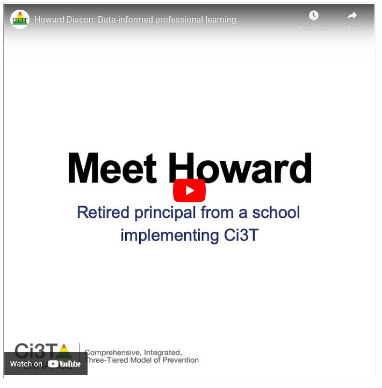 Howard Diacon: Data-informed professional learning
Meet Howard
Retired principal from a school
implementing Ci3T
Ci3T
Comprehensive, Integrated,
Three-Tiered Model of Prevention
Watch on YouTube